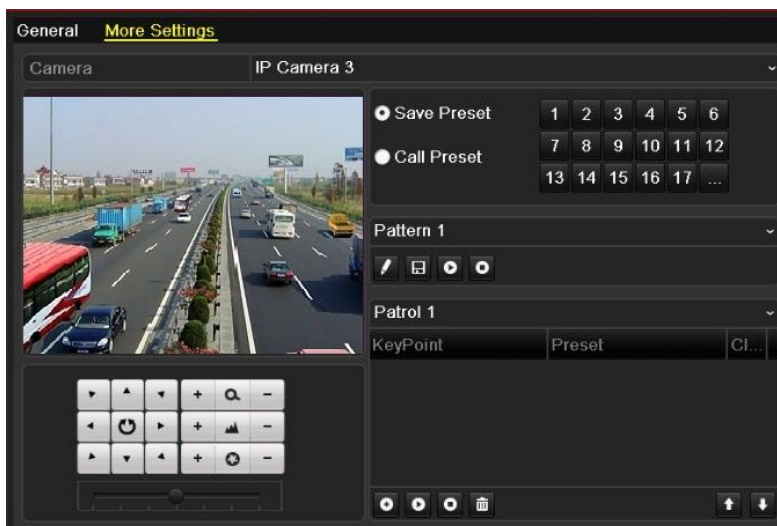 General More Settings
Camera IP Camera 3
Save Preset 1 2 3 4 5 6
Call Preset 7 8 9 10 11 12
13 14 15 16 17 ...
Pattern 1
Patrol 1
KeyPoint Preset Cl...